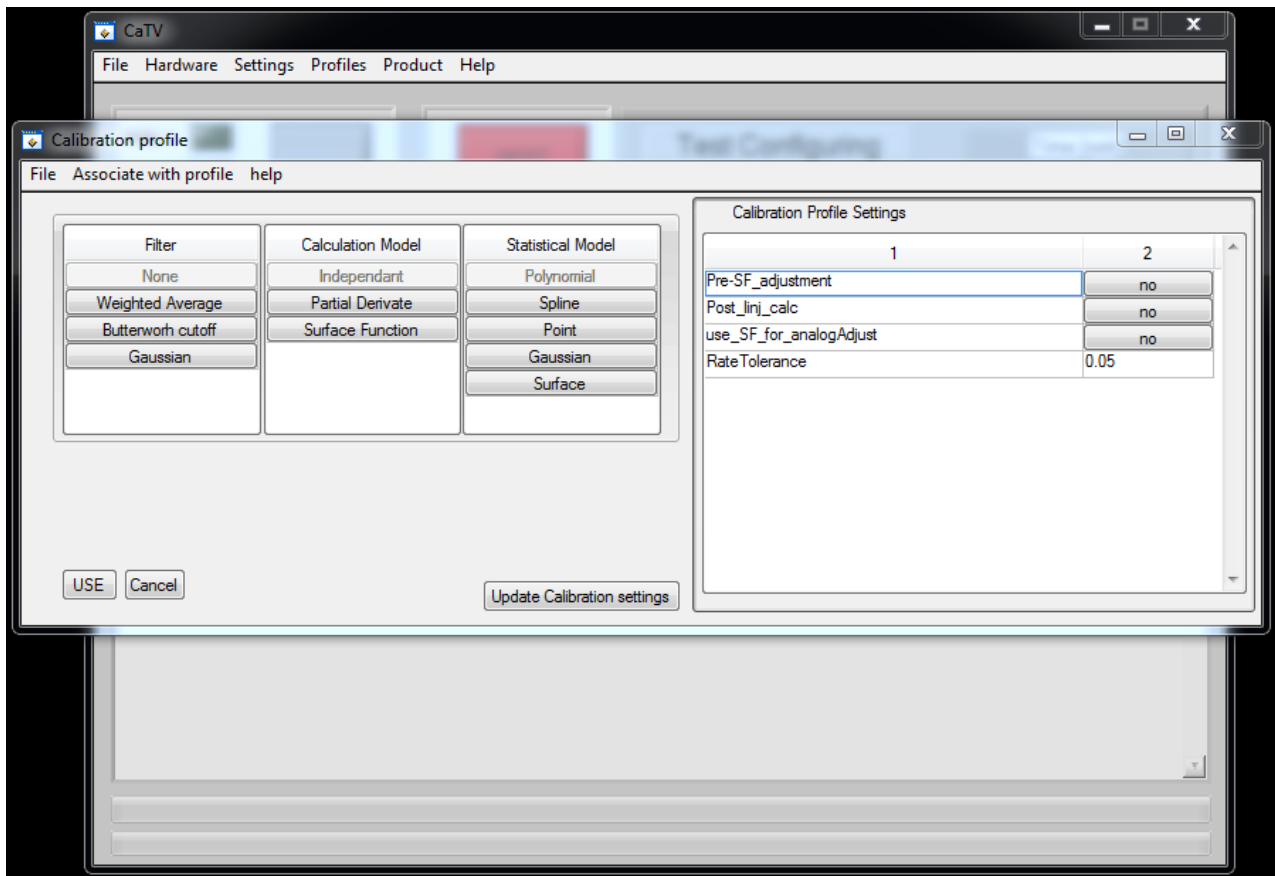 CaTV
File Hardware Settings Profiles Product Help
Calibration profile
Test Configuring
File Associate with profile help
Filter
None
Weighted Average
Butterworh cutoff
Gaussian
Calculation Model
Independant
Partial Derivate
Surface Function
Statistical Model
Polynomial
Spline
Point
Gaussian
Surface
USE Cancel
Update Calibration settings
Calibration Profile Settings
1 2
Pre-SF_adjustment no
Post_linj_calc no
use_SF_for_analogAdjust no
RateTolerance 0.05